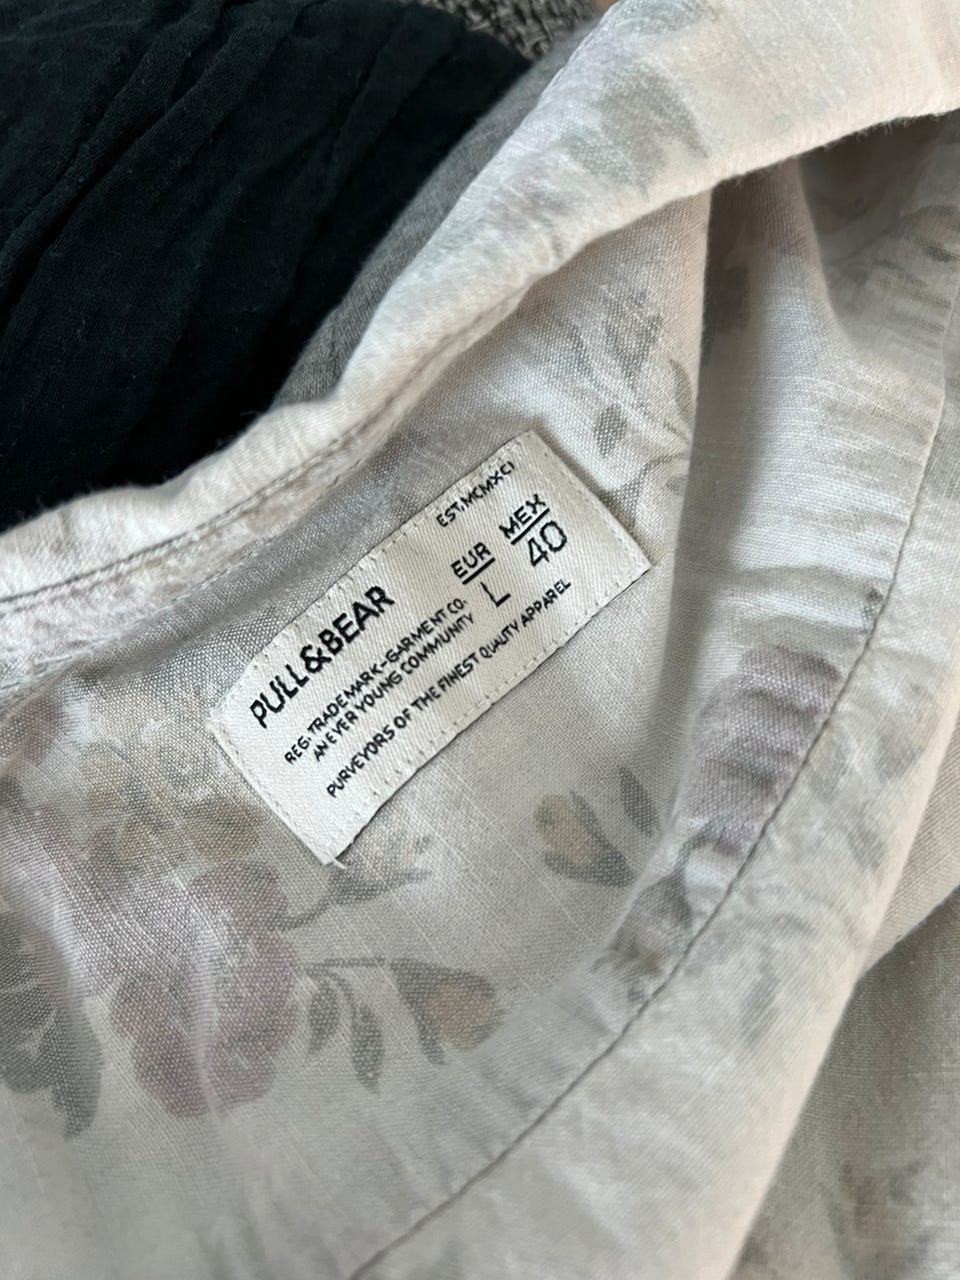 EST, MCMXCI
PULL&BEAR
EUR
L
MEX
40
REG. TRADEMARK-GARMENT CO.
AN EVER YOUNG COMMUNITY
PURVEYORS OF THE FINEST QUALITY APPAREL